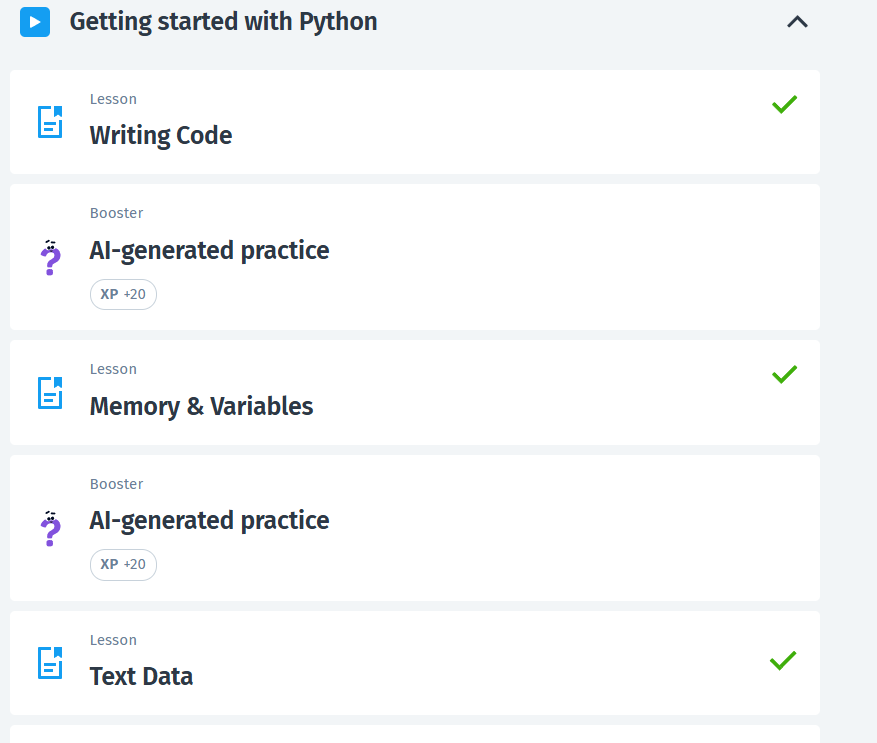 Getting started with Python
Lesson
Writing Code
Booster
AI-generated practice
XP +20
Lesson
Memory & Variables
Booster
AI-generated practice
XP +20
Lesson
Text Data